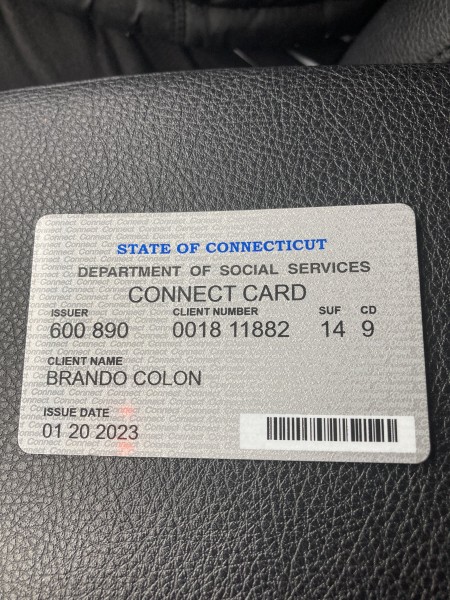 STATE OF CONNECTICUT
DEPARTMENT OF SOCIAL SERVICES
CONNECT CARD
ISSUER CLIENT NUMBER SUF CD
600 890 0018 11882 14 9
CLIENT NAME
BRANDO COLON
ISSUE DATE
01 20 2023